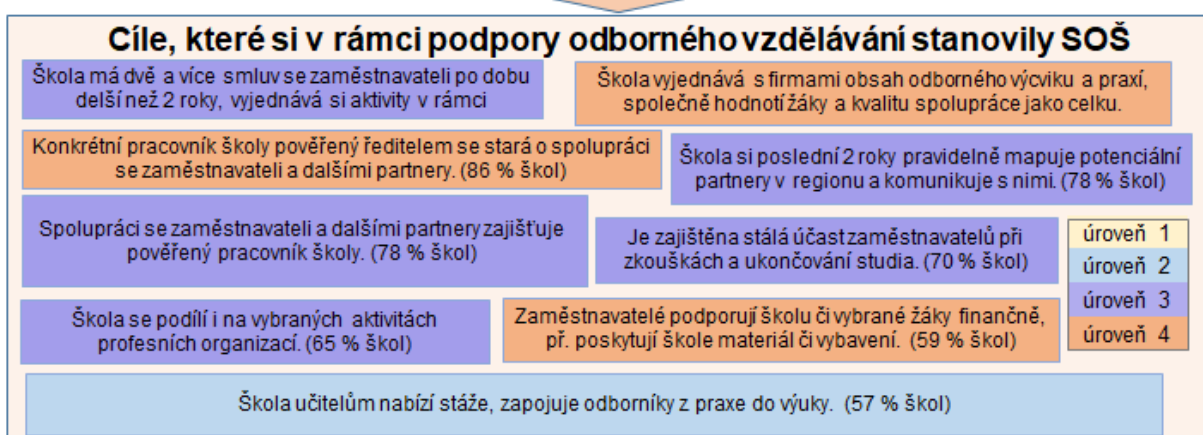 Cíle, které si v rámci podpory odborného vzdělávání stanovily SOŠ
Škola má dvě a více smluv se zaměstnavateli po dobu
delší než 2 roky, vyjednává si aktivity v rámci
Škola vyjednává s firmami obsah odborného výcviku a praxí,
společně hodnotí žáky a kvalitu spolupráce jako celku.
Konkrétní pracovník školy pověřený ředitelem se stará o spolupráci
se zaměstnavateli a dalšími partnery. (86 % škol)
Škola si poslední 2 roky pravidelně mapuje potenciální
partnery v regionu a komunikuje s nimi. (78 % škol)
Spolupráci se zaměstnavateli a dalšími partnery zajišťuje
pověřený pracovník školy. (78 % škol)
Je zajištěna stálá účast zaměstnavatelů při
zkouškách a ukončování studia. (70 % škol)
úroveň 1
úroveň 2
úroveň 3
úroveň 4
Škola se podílí i na vybraných aktivitách
profesních organizací. (65 % škol)
Zaměstnavatelé podporují školu či vybrané žáky finančně,
př. poskytují škole materiál či vybavení. (59 % škol)
Škola učitelům nabízí stáže, zapojuje odborníky z praxe do výuky. (57 % škol)